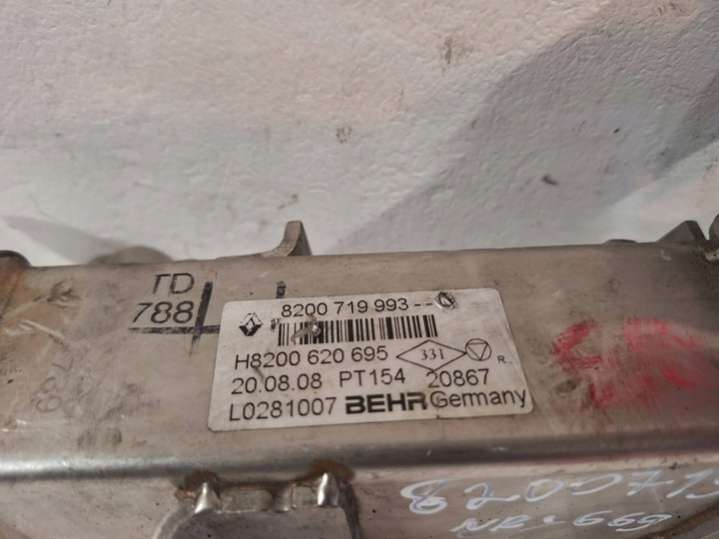 TD
788
8200 719 993 --
H8200 620 695 331 R.
20.08.08 PT154 20867
L0281007 BEHR Germany